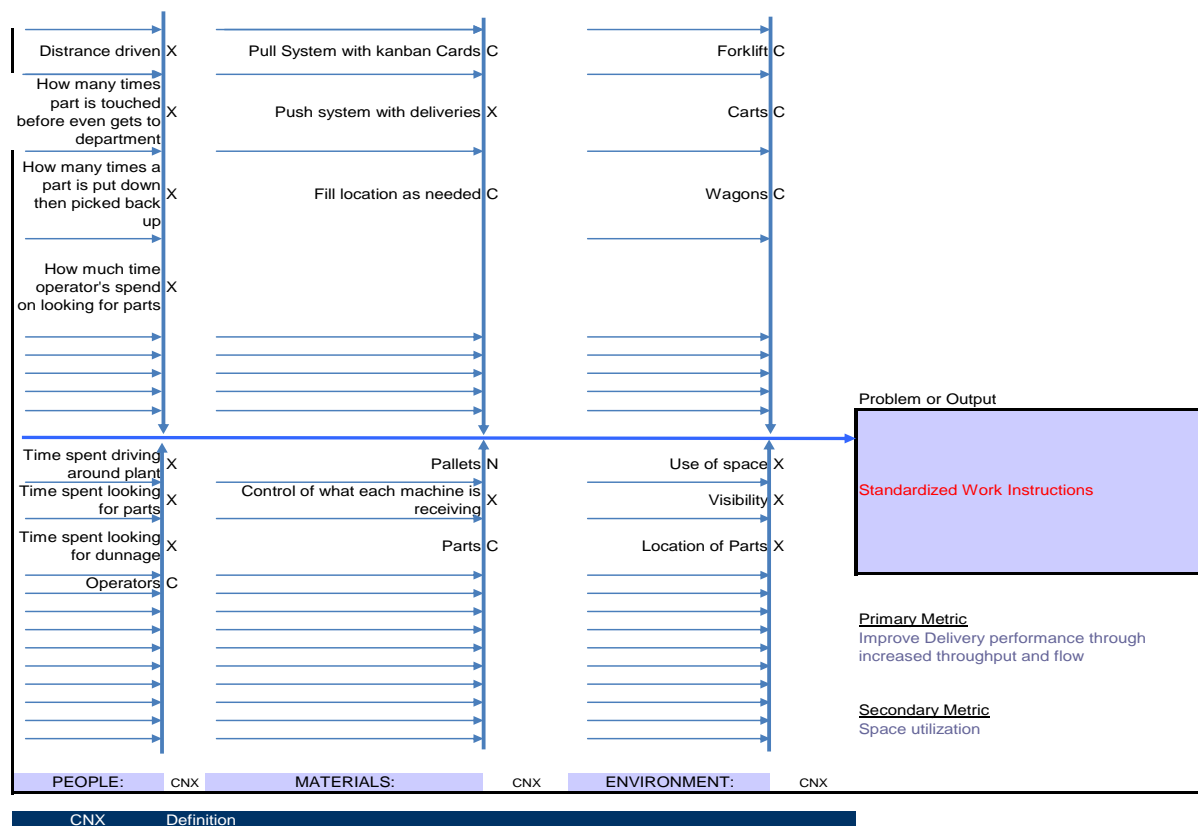 Distrance driven X
Pull System with kanban Cards C
Forklift C
How many times
part is touched
before even gets to
department
X
Push system with deliveries X
Carts C
How many times a
part is put down
then picked back
up
X
Fill location as needed C
Wagons C
How much time
operator's spend
on looking for parts
X
Problem or Output
Time spent driving
around plant
X
Pallets N
Use of space X
Time spent looking
for parts
X
Control of what each machine is
receiving
X
Visibility X
Standardized Work Instructions
Time spent looking
for dunnage
X
Parts C
Location of Parts X
Operators C
Primary Metric
Improve Delivery performance through
increased throughput and flow
Secondary Metric
Space utilization
PEOPLE: CNX MATERIALS: CNX ENVIRONMENT: CNX
CNX Definition